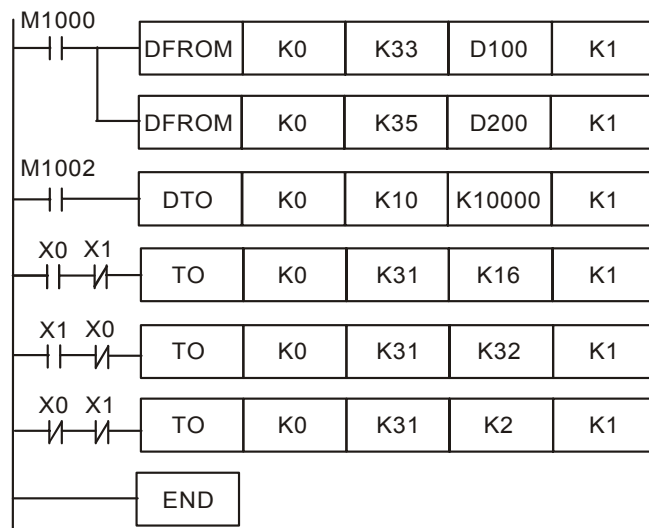 M1000
DFROM K0 K33 D100 K1
DFROM K0 K35 D200 K1
M1002
DTO K0 K10 K10000 K1
X0 X1
TO K0 K31 K16 K1
X1 X0
TO K0 K31 K32 K1
X0 X1
TO K0 K31 K2 K1
END